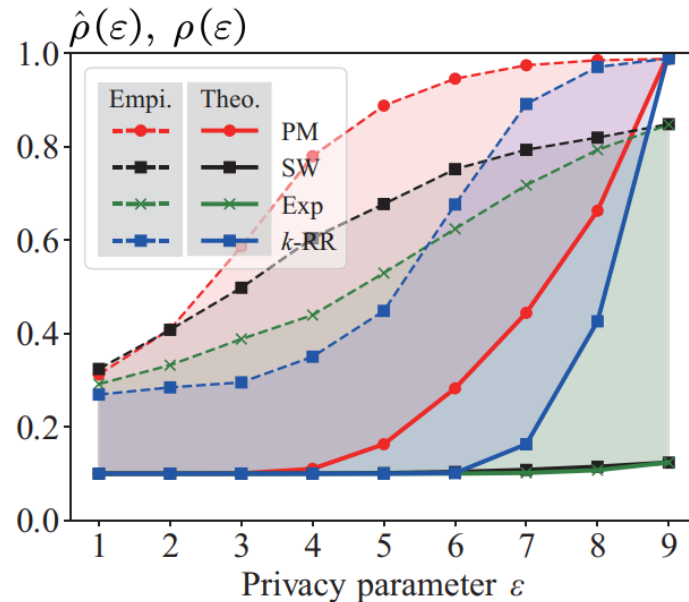 ρ̂(ε), ρ(ε)
1.0
0.8
0.6
0.4
0.2
0.0
Empi. Theo.
PM
SW
Exp
k-RR
1 2 3 4 5 6 7 8 9
Privacy parameter ε